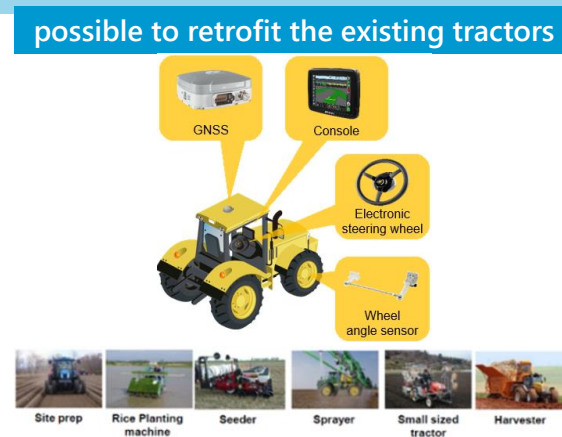 possible to retrofit the existing tractors
GNSS
Console
Electronic
steering wheel
Wheel
angle sensor
Site prep
Rice Planting
machine
Seeder
Sprayer
Small sized
tractor
Harvester